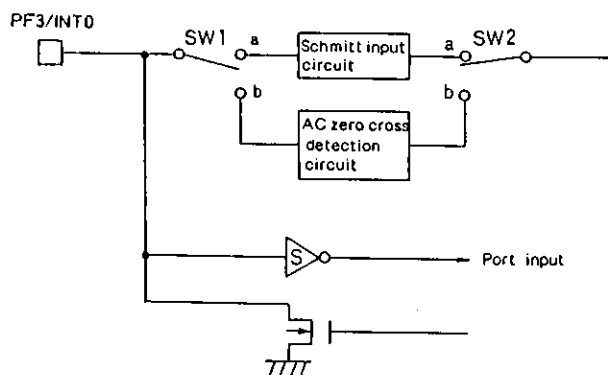 PF3/INT0
SW1
a
b
Schmitt input
circuit
a
SW2
b
AC zero cross
detection
circuit
S
Port input